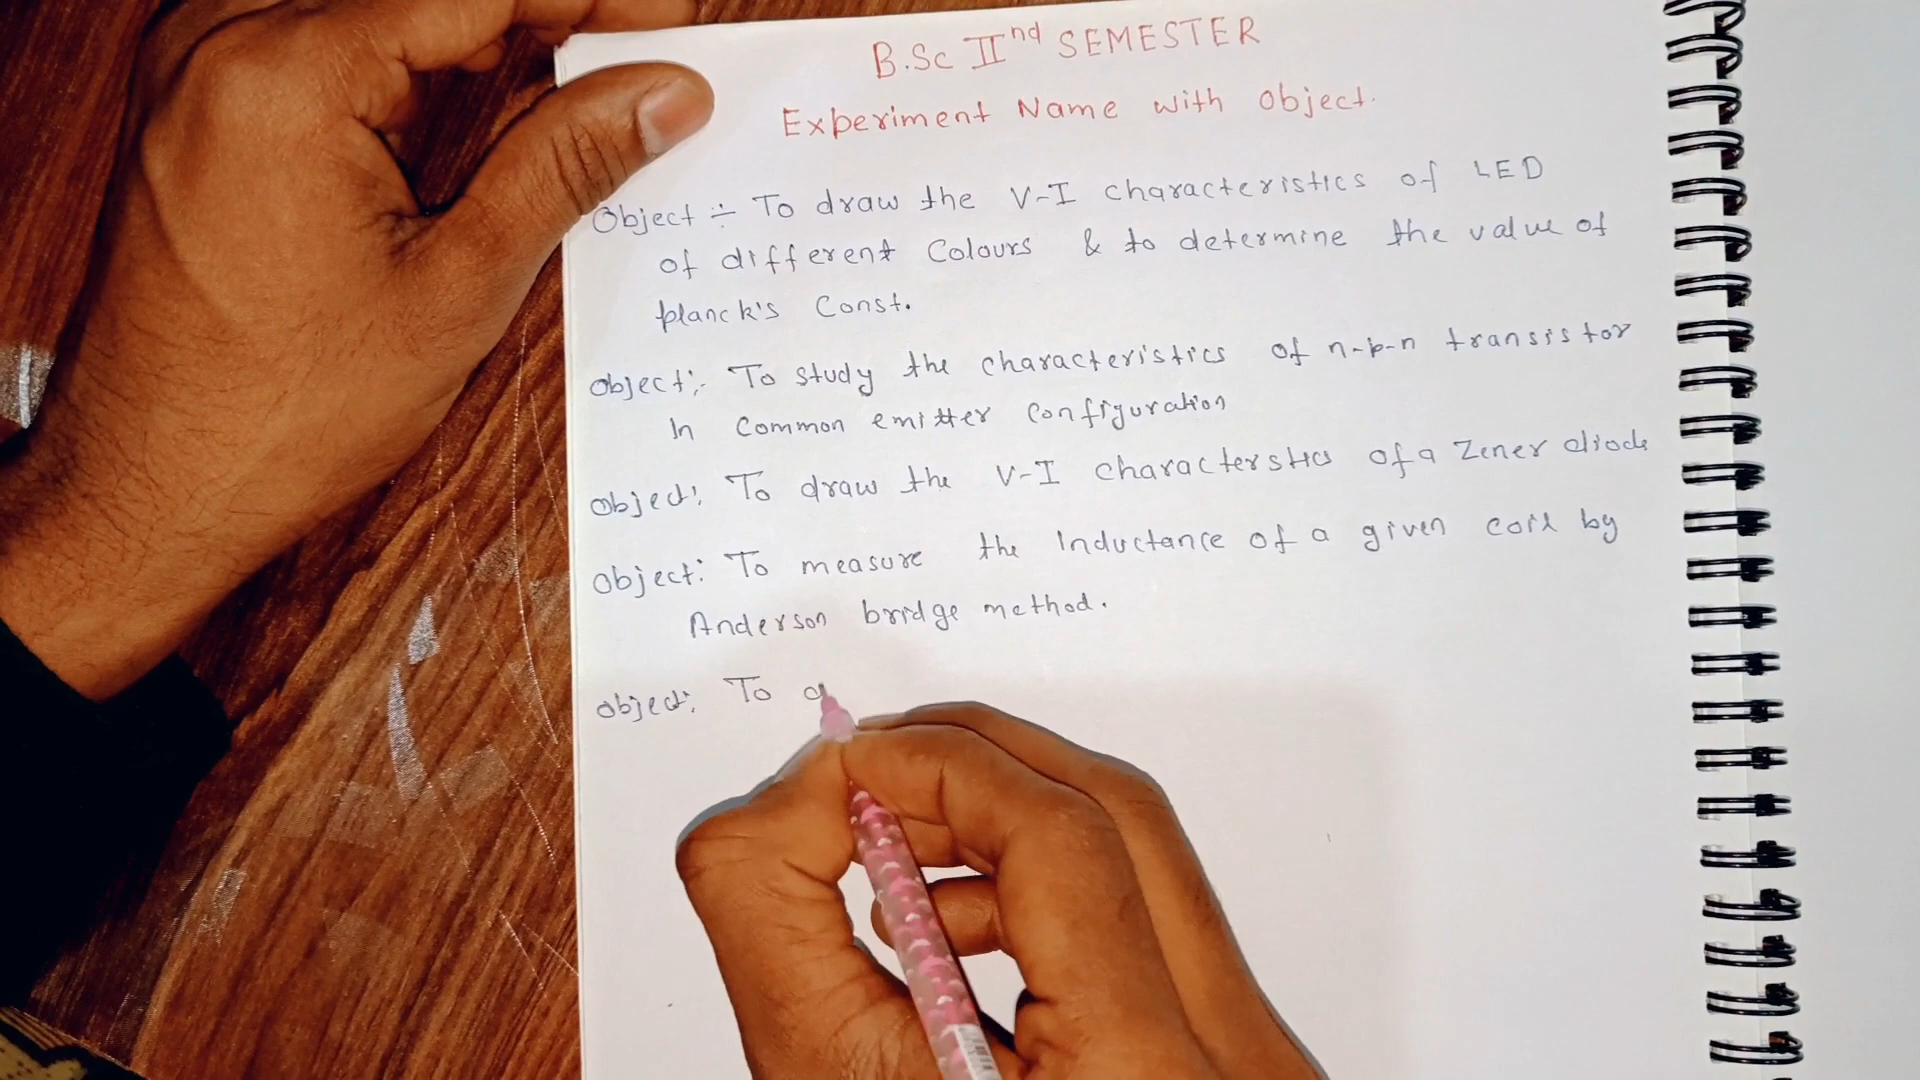 B.Sc IInd SEMESTER
Experiment Name with Object.
Object ÷ To draw the V-I characteristics of LED
of different Colours & to determine the value of
planck's Const.
Object:- To study the characteristics of n-p-n transistor
In Common emitter Configuration
Object: To draw the V-I characterstics of a Zener diode
Object: To measure the Inductance of a given coil by
Anderson bridge method.
Object: To